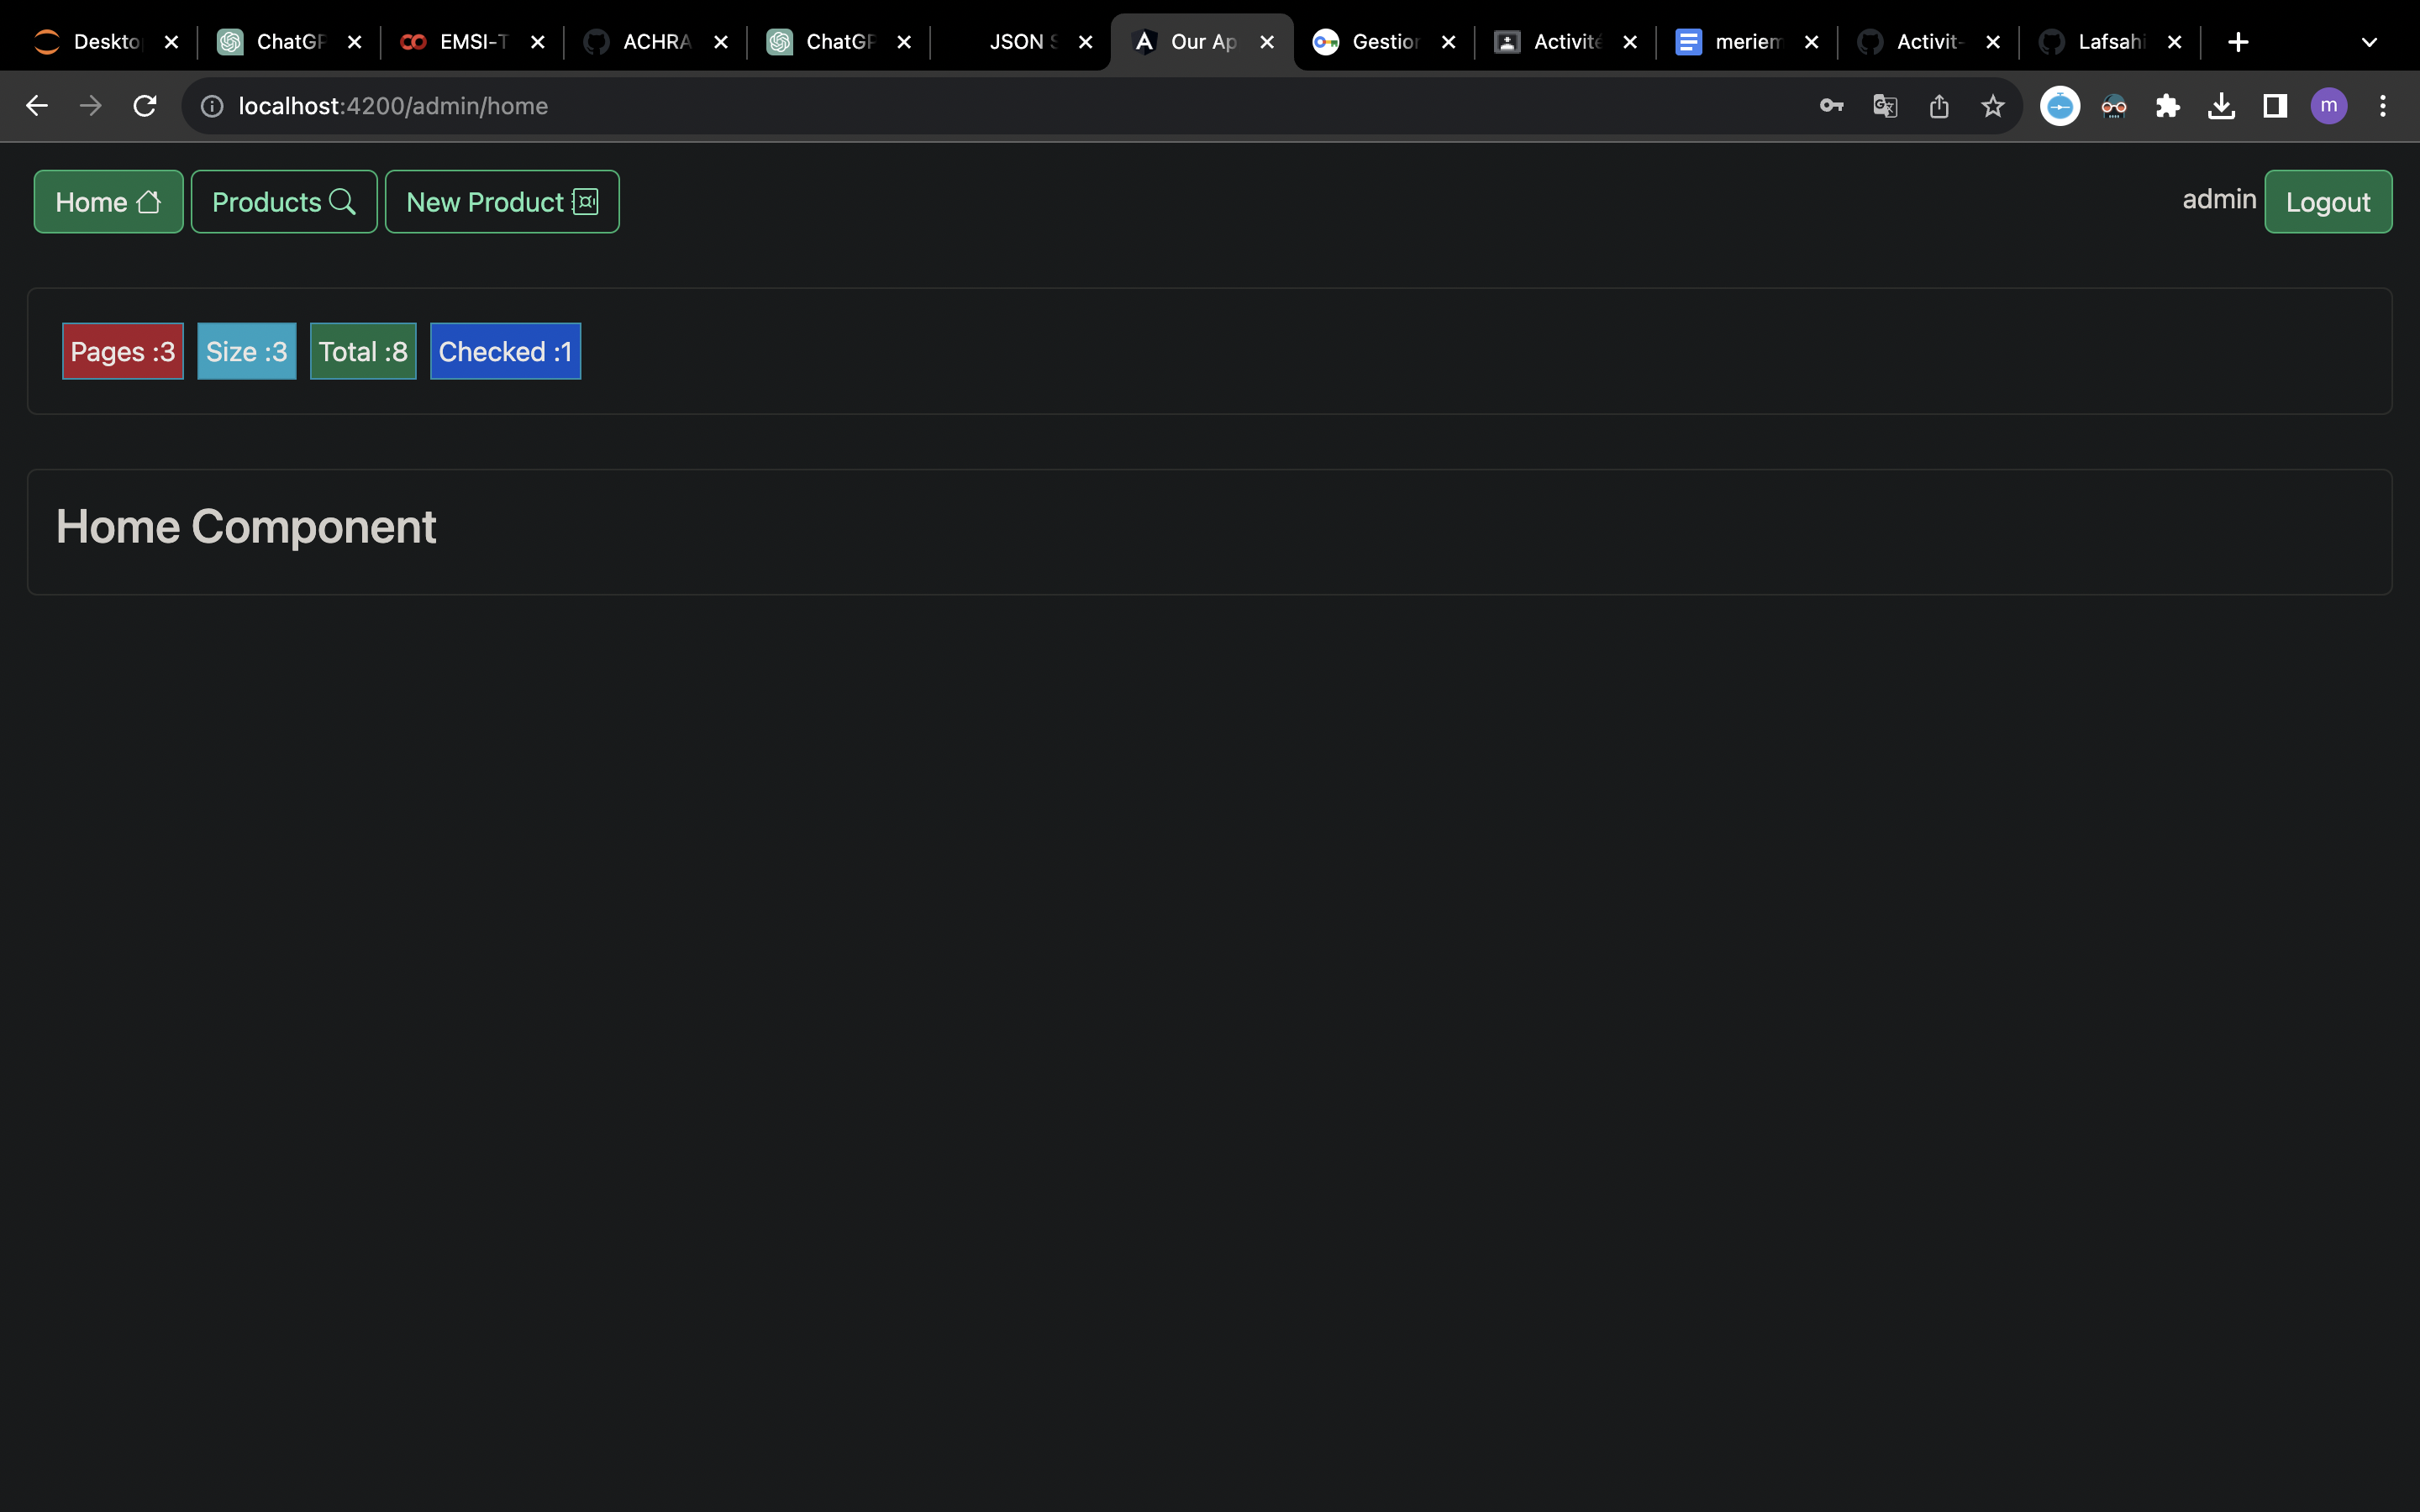 Deskto ChatGP EMSI-T ACHRA ChatGP JSON S Our Ap Gestion Activité meriem Activit- Lafsahi
localhost:4200/admin/home m
Home Products New Product admin Logout
Pages :3 Size :3 Total :8 Checked :1
Home Component